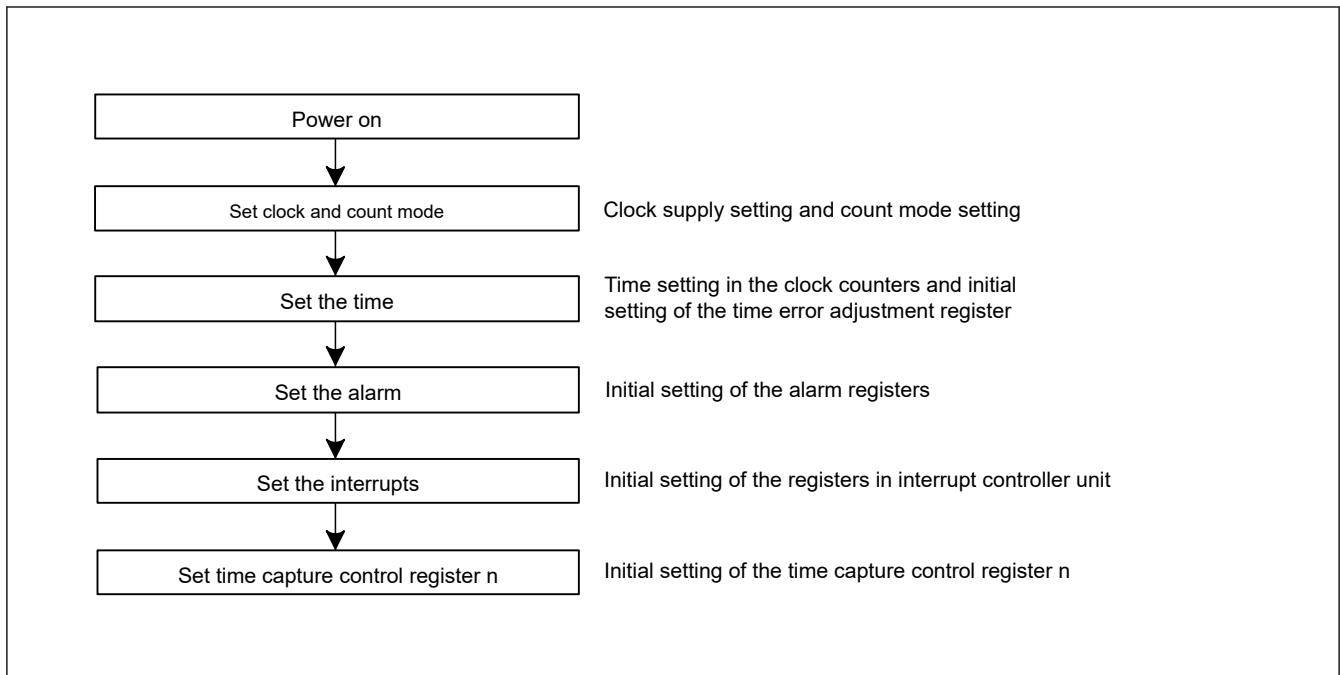 Power on
Set clock and count mode
Clock supply setting and count mode setting
Set the time
Time setting in the clock counters and initial
setting of the time error adjustment register
Set the alarm
Initial setting of the alarm registers
Set the interrupts
Initial setting of the registers in interrupt controller unit
Set time capture control register n
Initial setting of the time capture control register n